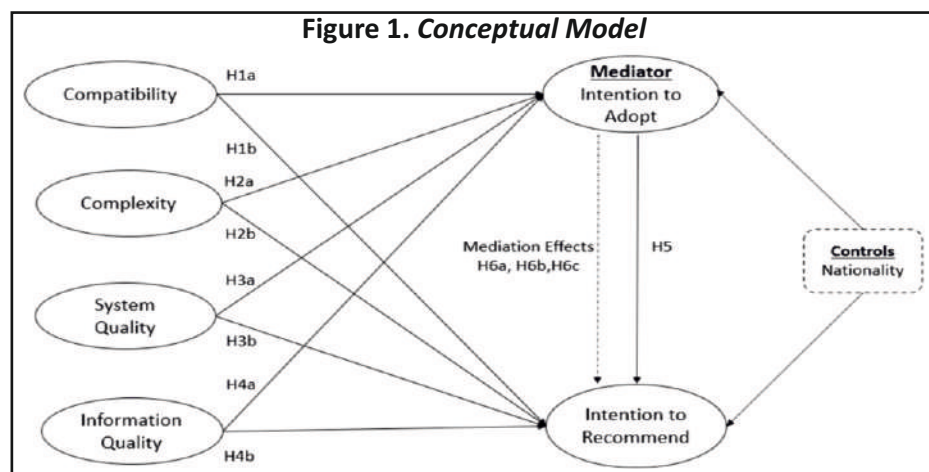 Figure 1. Conceptual Model
H1a
Compatibility
H1b
Mediator
Intention to
Adopt
H2a
Complexity
H2b
Mediation Effects
H6a, H6b,H6c
H5
Controls
Nationality
H3a
System
Quality
H3b
H4a
Information
Quality
H4b
Intention to
Recommend